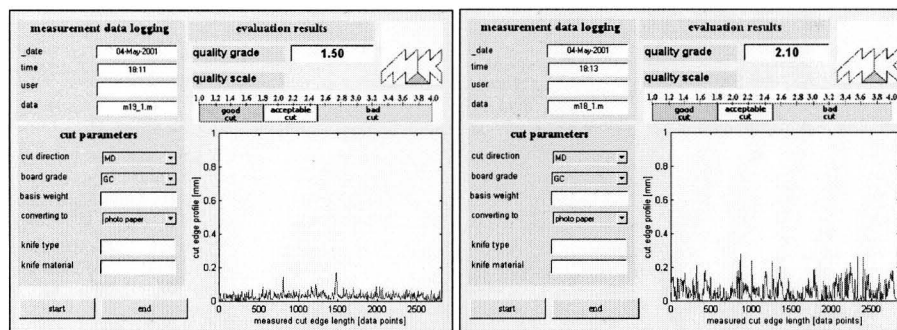 measurement data logging
_date 04-May-2001
time 18:11
user
data m19_1.m
evaluation results
quality grade 1.50
quality scale
1.0 1.2 1.4 1.6 1.8 2.0 2.2 2.4 2.6 2.8 3.0 3.2 3.4 3.6 3.8 4.0
good cut
acceptable cut
bad cut
cut parameters
cut direction MD
board grade GC
basis weight
converting to photo paper
knife type
knife material
start end
cut edge profile [mm]
1
0.8
0.6
0.4
0.2
0
0 500 1000 1500 2000 2500
measured cut edge length [data points]
measurement data logging
_date 04-May-2001
time 18:13
user
data m18_1.m
evaluation results
quality grade 2.10
quality scale
1.0 1.2 1.4 1.6 1.8 2.0 2.2 2.4 2.6 2.8 3.0 3.2 3.4 3.6 3.8 4.0
good cut
acceptable cut
bad cut
cut parameters
cut direction MD
board grade GC
basis weight
converting to photo paper
knife type
knife material
start end
cut edge profile [mm]
1
0.8
0.6
0.4
0.2
0
0 500 1000 1500 2000 2500
measured cut edge length [data points]